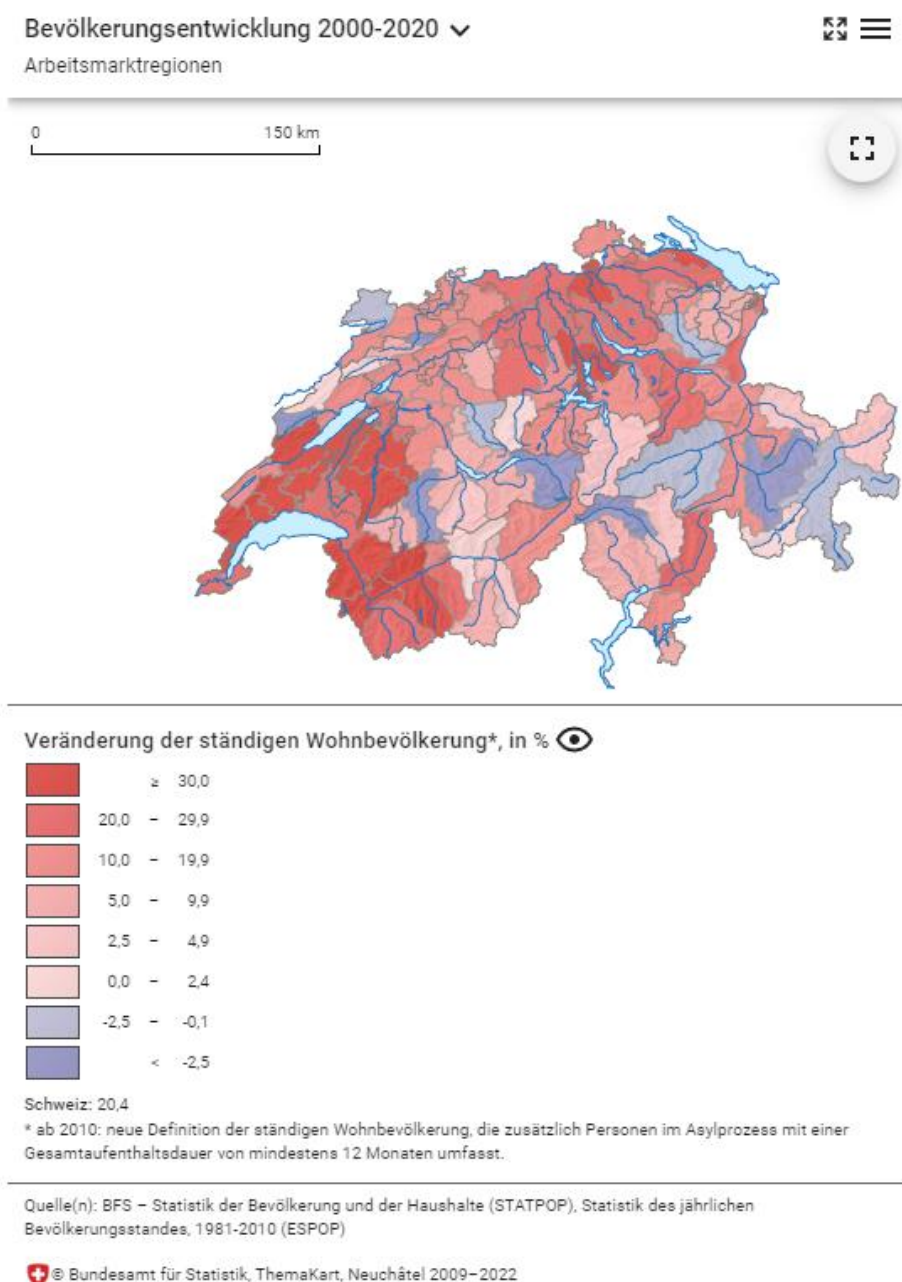 Bevölkerungsentwicklung 2000-2020
Arbeitsmarktregionen
0 150 km
Veränderung der ständigen Wohnbevölkerung*, in %
≥ 30,0
20,0 – 29,9
10,0 – 19,9
5,0 – 9,9
2,5 – 4,9
0,0 – 2,4
-2,5 – -0,1
< -2,5
Schweiz: 20,4
* ab 2010: neue Definition der ständigen Wohnbevölkerung, die zusätzlich Personen im Asylprozess mit einer
Gesamtaufenthaltsdauer von mindestens 12 Monaten umfasst.
Quelle(n): BFS – Statistik der Bevölkerung und der Haushalte (STATPOP), Statistik des jährlichen
Bevölkerungsstandes, 1981-2010 (ESPOP)
© Bundesamt für Statistik, ThemaKart, Neuchâtel 2009–2022